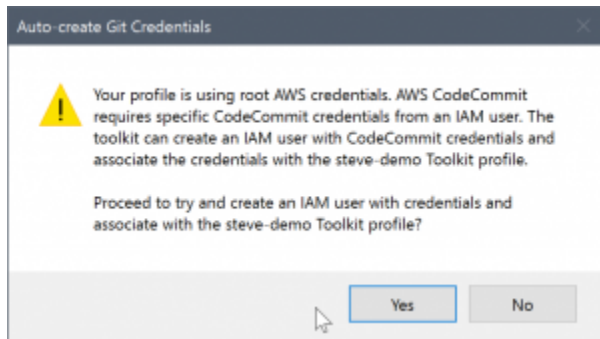 Auto-create Git Credentials
Your profile is using root AWS credentials. AWS CodeCommit
requires specific CodeCommit credentials from an IAM user. The
toolkit can create an IAM user with CodeCommit credentials and
associate the credentials with the steve-demo Toolkit profile.
Proceed to try and create an IAM user with credentials and
associate with the steve-demo Toolkit profile?
Yes
No